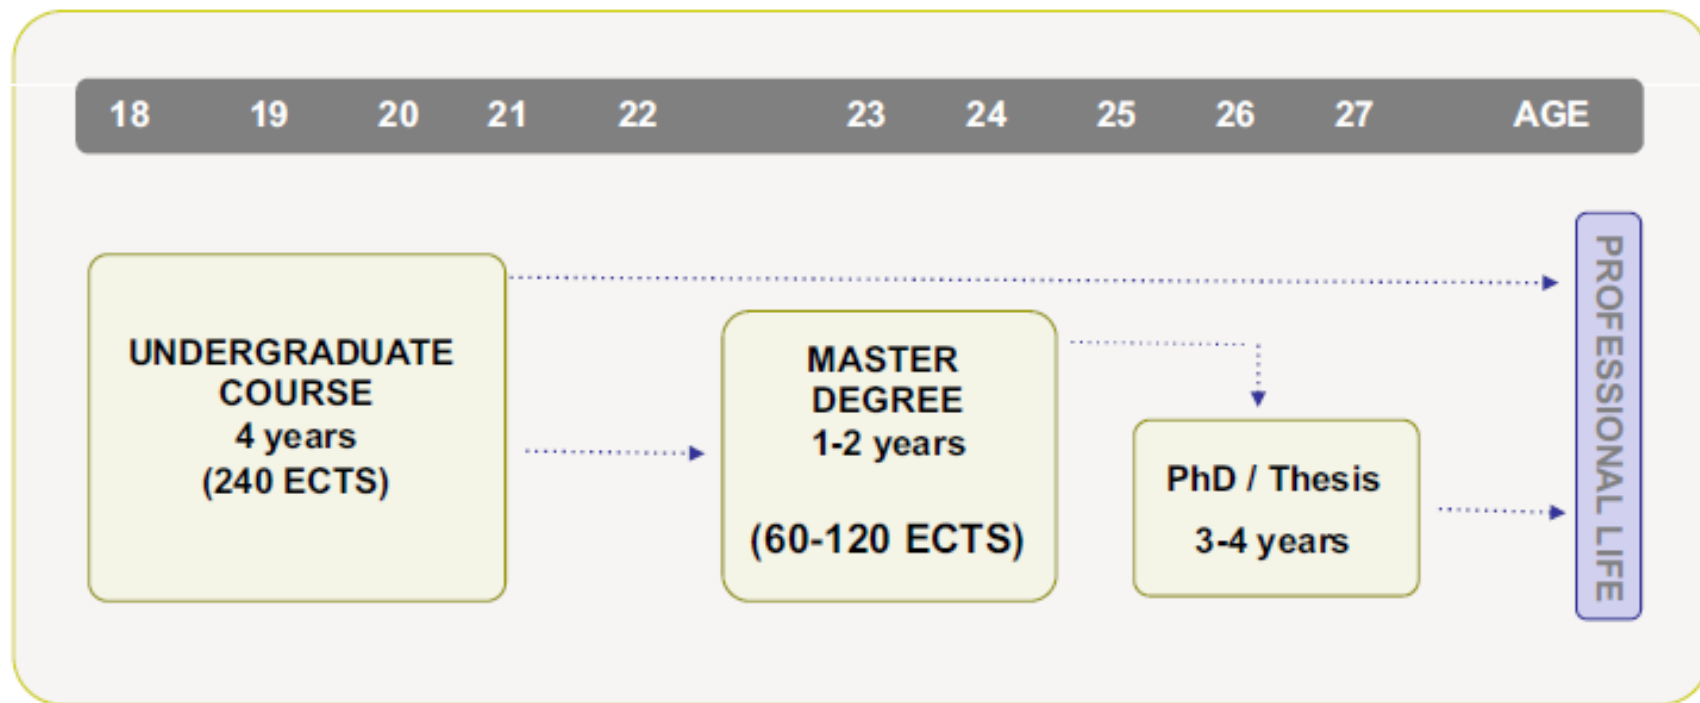 18 19 20 21 22 23 24 25 26 27 AGE
UNDERGRADUATE
COURSE
4 years
(240 ECTS)
MASTER
DEGREE
1-2 years
(60-120 ECTS)
PhD / Thesis
3-4 years
PROFESSIONAL LIFE